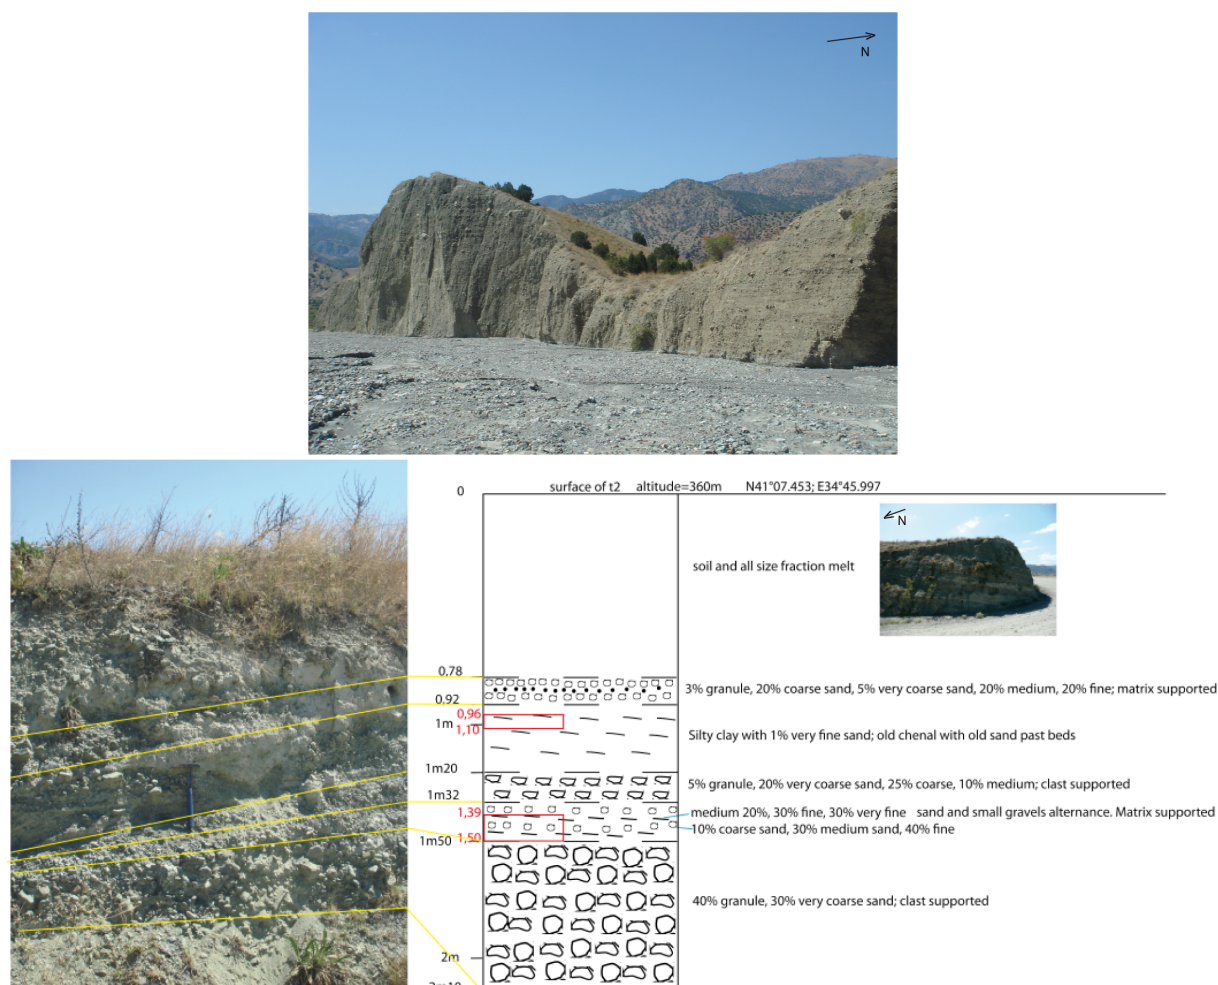 N
0
surface of t2 altitude=360m N41°07.453; E34°45.997
N
soil and all size fraction melt
0.78
3% granule, 20% coarse sand, 5% very coarse sand, 20% medium, 20% fine; matrix supported
0.92
0,96
1m
1,10
Silty clay with 1% very fine sand; old chenal with old sand past beds
1m20
5% granule, 20% very coarse sand, 25% coarse, 10% medium; clast supported
1m32
1,39
medium 20%, 30% fine, 30% very fine sand and small gravels alternance. Matrix supported
10% coarse sand, 30% medium sand, 40% fine
1,50
1m50
40% granule, 30% very coarse sand; clast supported
2m